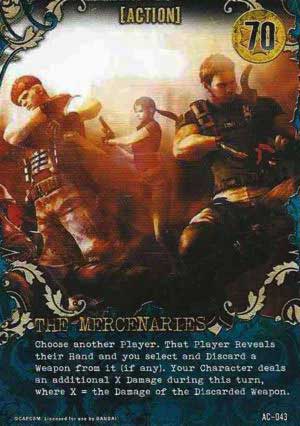 [ACTION]
70
THE MERCENARIES
Choose another Player. That Player Reveals
their Hand and you select and Discard a
Weapon from it (if any). Your Character deals
an additional X Damage during this turn,
where X = the Damage of the Discarded Weapon.
©CAPCOM. Licensed for use by BANDAI
AC-043